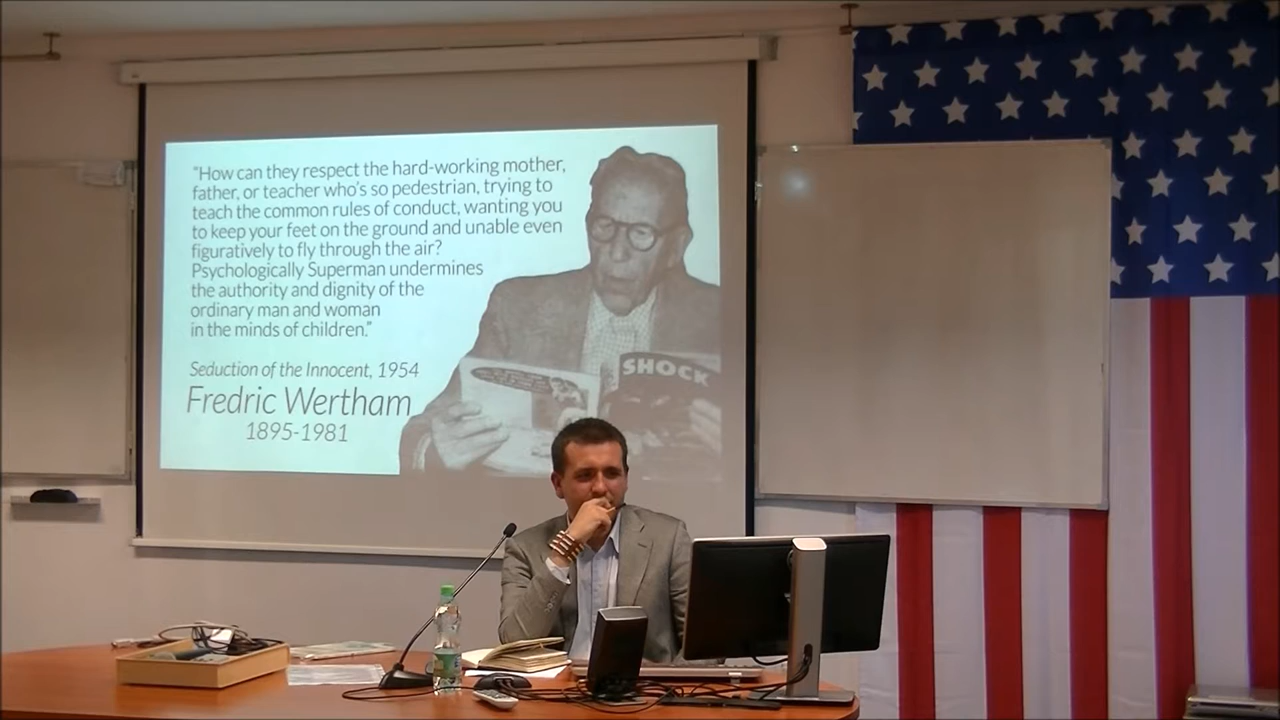 “How can they respect the hard-working mother,
father, or teacher who’s so pedestrian, trying to
teach the common rules of conduct, wanting you
to keep your feet on the ground and unable even
figuratively to fly through the air?
Psychologically Superman undermines
the authority and dignity of the
ordinary man and woman
in the minds of children.”
Seduction of the Innocent, 1954
Fredric Wertham
1895-1981
SHOCK